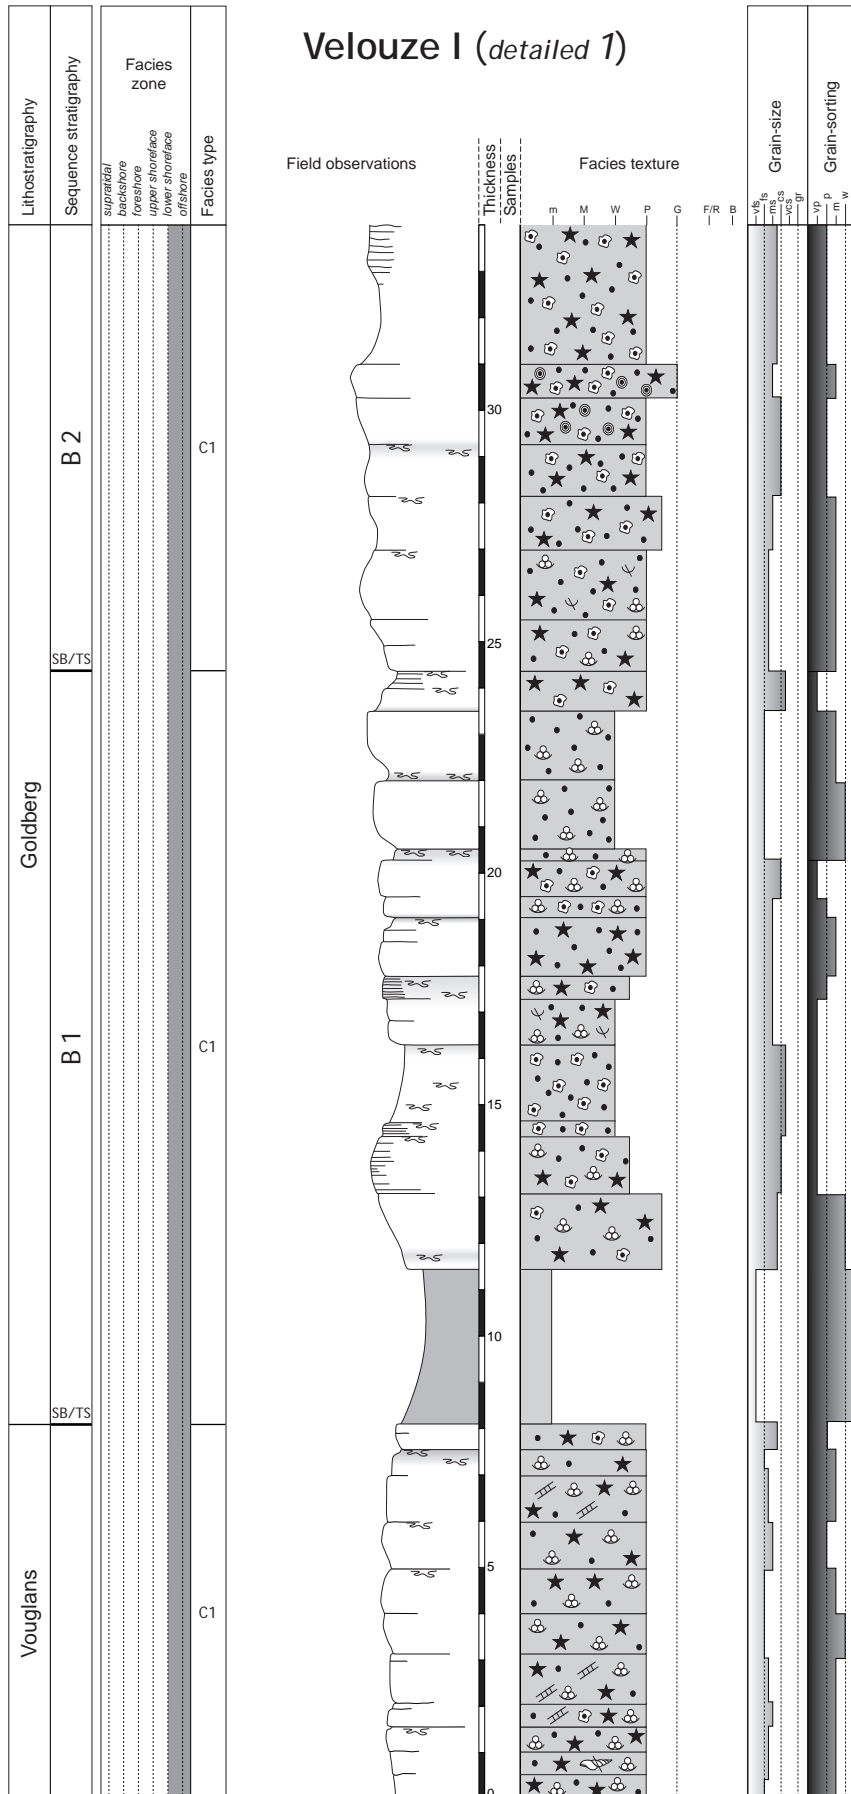 Velouze I (detailed 1)
Lithostratigraphy
Sequence stratigraphy
Facies
zone
supratidal
backshore
foreshore
upper shoreface
lower shoreface
offshore
Facies type
Field observations
Thickness
Samples
Facies texture
m M W P G F/R B
Grain-size
vfs fs ms cs vcs gr
Grain-sorting
vp p m w
30
B 2
C1
25
SB/TS
Goldberg
20
B 1
C1
15
10
SB/TS
5
Vouglans
C1
0